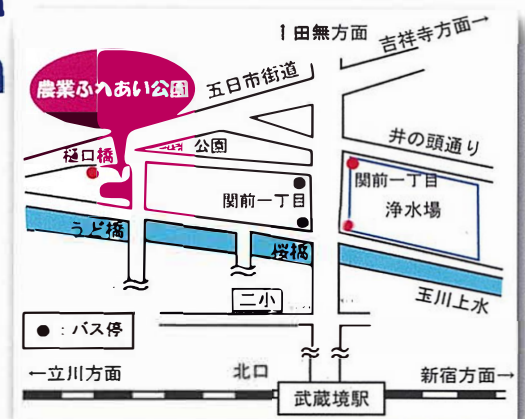 ↑田無方面
吉祥寺方面→
農業ふれあい公園
五日市街道
樋口橋
公園
井の頭通り
関前一丁目
関前一丁目
浄水場
うど橋
桜橋
玉川上水
二小
●：バス停
←立川方面
北口
新宿方面→
武蔵境駅